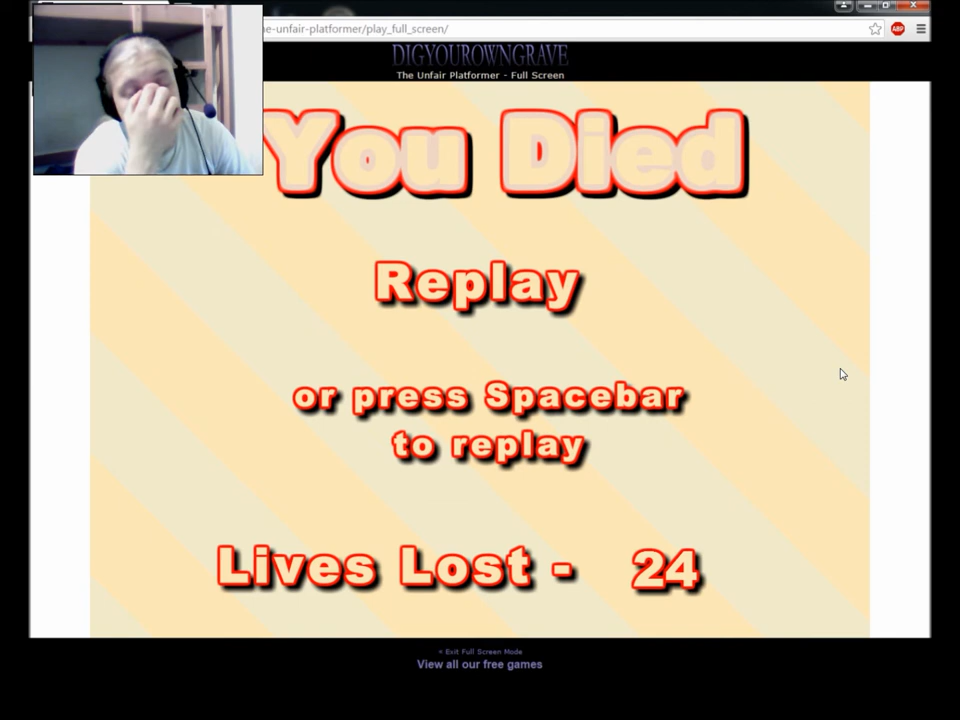 e-unfair-platformer/play_full_screen/
ABP
DIGYOUROWNGRAVE
The Unfair Platformer - Full Screen
You Died
Replay
or press Spacebar
to replay
Lives Lost - 24
« Exit Full Screen Mode
View all our free games